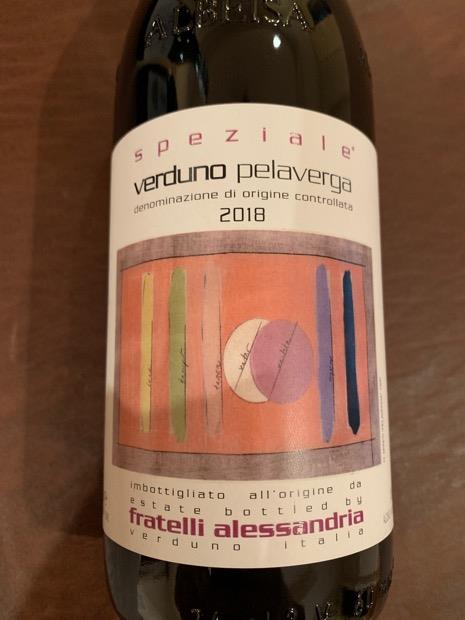 ALBEISA
speziale
verduno pelaverga
denominazione di origine controllata
2018
imbottigliato all'origine da
estate bottled by
fratelli alessandria
verduno italia